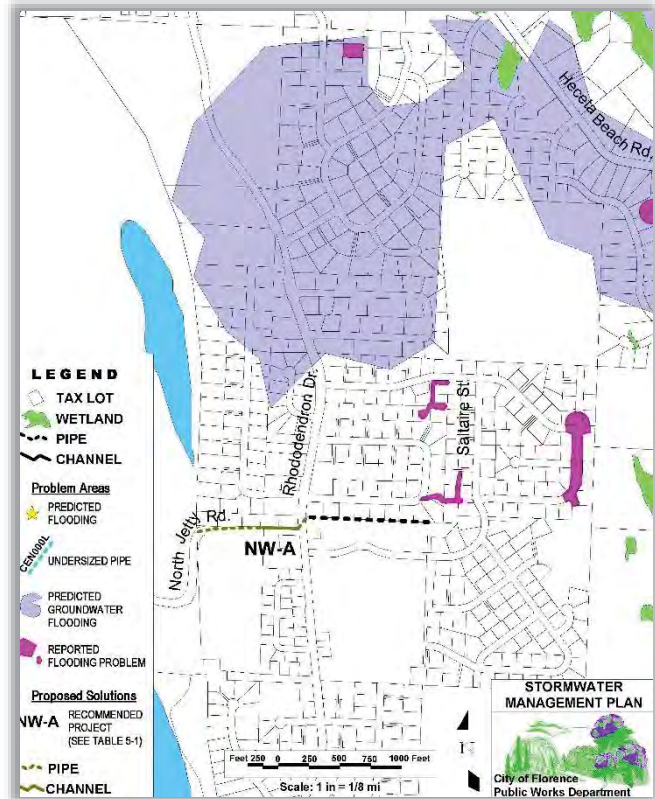 Heceta Beach Rd.
LEGEND
TAX LOT
WETLAND
PIPE
CHANNEL
Problem Areas
PREDICTED
FLOODING
CEN000L
UNDERSIZED PIPE
PREDICTED
GROUNDWATER
FLOODING
REPORTED
FLOODING PROBLEM
Proposed Solutions
NW-A RECOMMENDED
PROJECT
(SEE TABLE 5-1)
PIPE
CHANNEL
Rhododendron Dr.
Saltaire St.
North Jetty Rd.
NW-A
Feet 250 0 250 500 750 1000 Feet
Scale: 1 in = 1/8 mi
STORMWATER
MANAGEMENT PLAN
City of Florence
Public Works Department